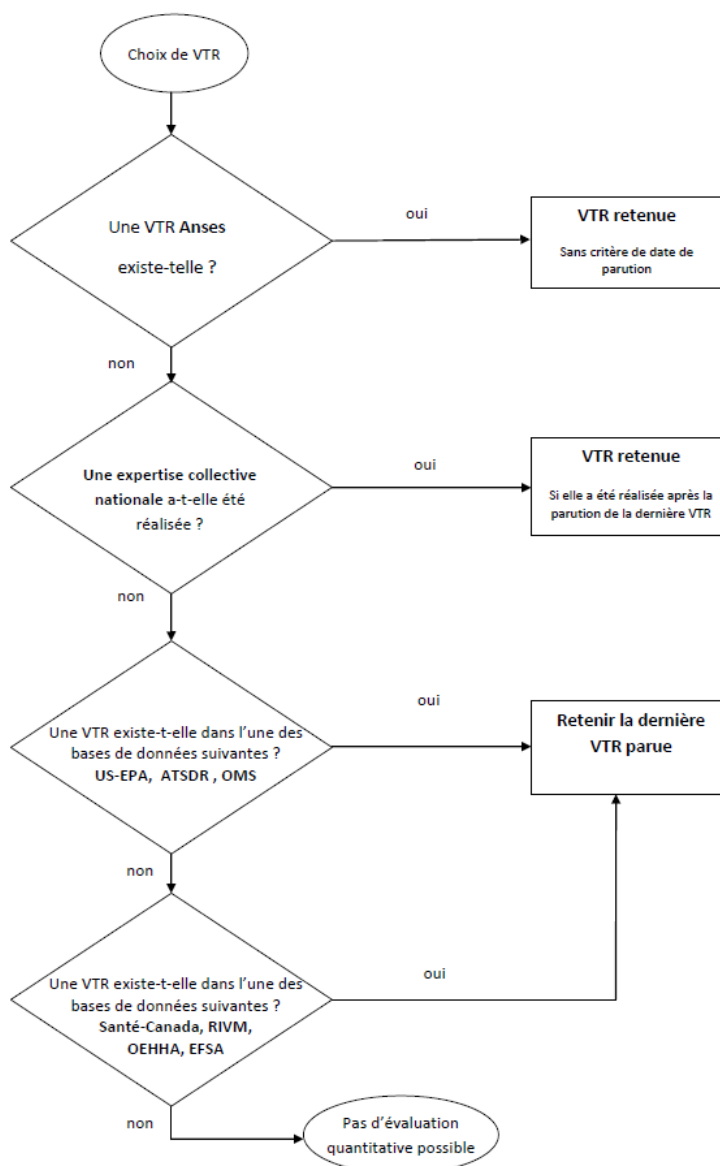 Choix de VTR
Une VTR Anses
existe-telle ?
oui
VTR retenue
Sans critère de date de
parution
non
Une expertise collective
nationale a-t-elle été
réalisée ?
oui
VTR retenue
Si elle a été réalisée après la
parution de la dernière VTR
non
Une VTR existe-t-elle dans l’une des
bases de données suivantes ?
US-EPA, ATSDR , OMS
oui
Retenir la dernière
VTR parue
non
Une VTR existe-t-elle dans l’une des
bases de données suivantes ?
Santé-Canada, RIVM,
OEHHA, EFSA
oui
non
Pas d’évaluation
quantitative possible